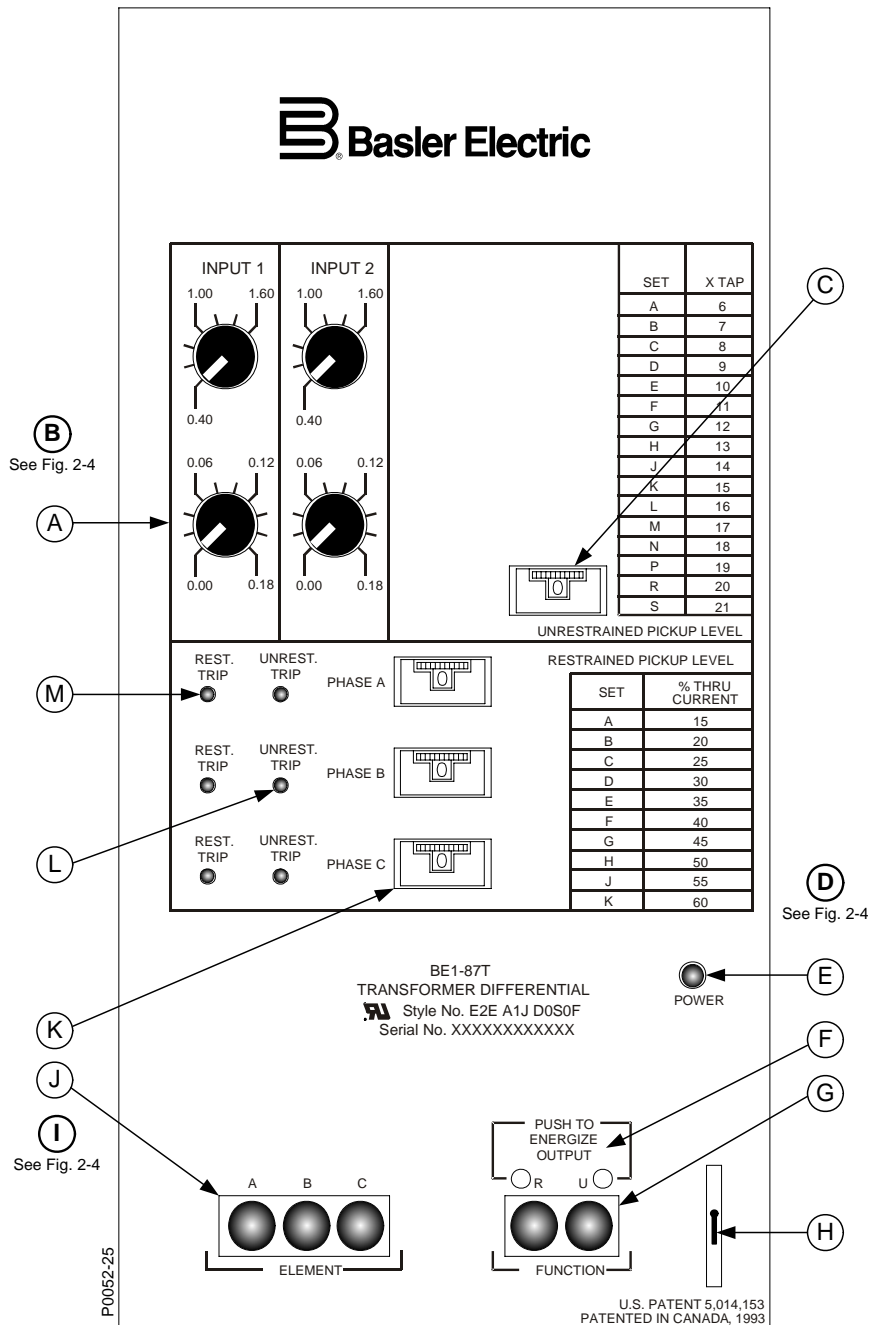 Basler Electric
INPUT 1
INPUT 2
1.00 1.60
1.00 1.60
0.40
0.40
0.06 0.12
0.06 0.12
0.00 0.18
0.00 0.18
SET X TAP
A 6
B 7
C 8
D 9
E 10
F 11
G 12
H 13
J 14
K 15
L 16
M 17
N 18
P 19
R 20
S 21
UNRESTRAINED PICKUP LEVEL
C
B
See Fig. 2-4
A
REST.
TRIP
UNREST.
TRIP
PHASE A
0
REST.
TRIP
UNREST.
TRIP
PHASE B
0
REST.
TRIP
UNREST.
TRIP
PHASE C
0
0
M
L
RESTRAINED PICKUP LEVEL
SET
% THRU
CURRENT
A 15
B 20
C 25
D 30
E 35
F 40
G 45
H 50
J 55
K 60
D
See Fig. 2-4
BE1-87T
TRANSFORMER DIFFERENTIAL
Style No. E2E A1J D0S0F
Serial No. XXXXXXXXXXXX
POWER
E
K
J
I
See Fig. 2-4
F
G
H
PUSH TO
ENERGIZE
OUTPUT
R U
A B C
ELEMENT
FUNCTION
P0052-25
U.S. PATENT 5,014,153
PATENTED IN CANADA, 1993